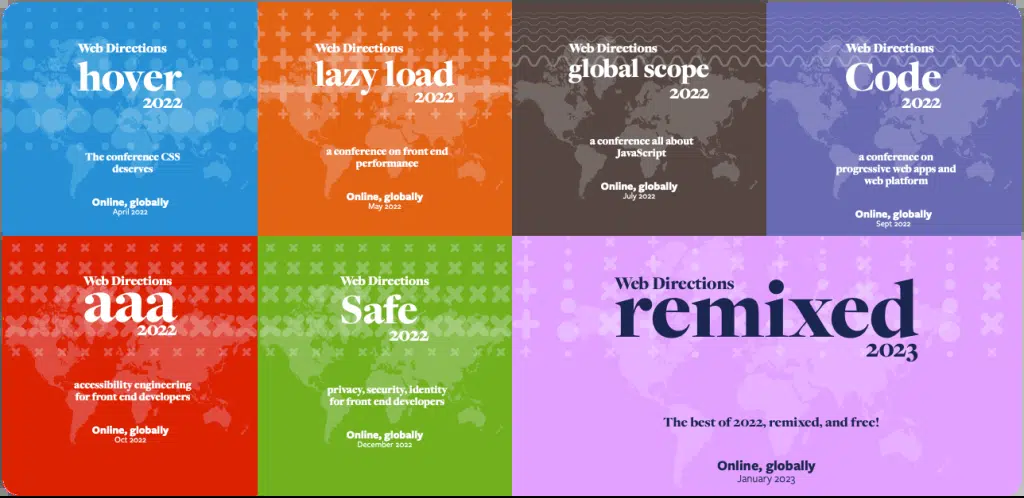 Web Directions
hover
2022
The conference CSS
deserves
Online, globally
April 2022
Web Directions
lazy load
2022
a conference on front end
performance
Online, globally
May 2022
Web Directions
global scope
2022
a conference all about
JavaScript
Online, globally
July 2022
Web Directions
Code
2022
a conference on
progressive web apps and
web platform
Online, globally
Sept 2022
Web Directions
aaa
2022
accessibility engineering
for front end developers
Online, globally
Oct 2022
Web Directions
Safe
2022
privacy, security, identity
for front end developers
Online, globally
December 2022
Web Directions
remixed
2023
The best of 2022, remixed, and free!
Online, globally
January 2023